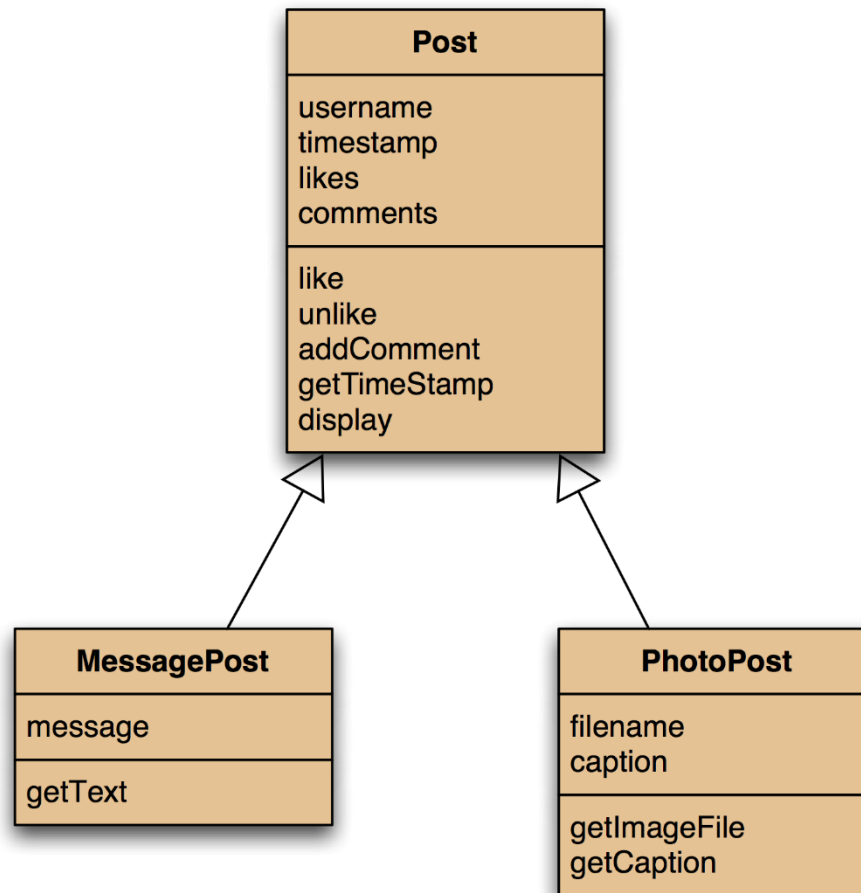 Post
username
timestamp
likes
comments
like
unlike
addComment
getTimeStamp
display
MessagePost
message
getText
PhotoPost
filename
caption
getImageFile
getCaption